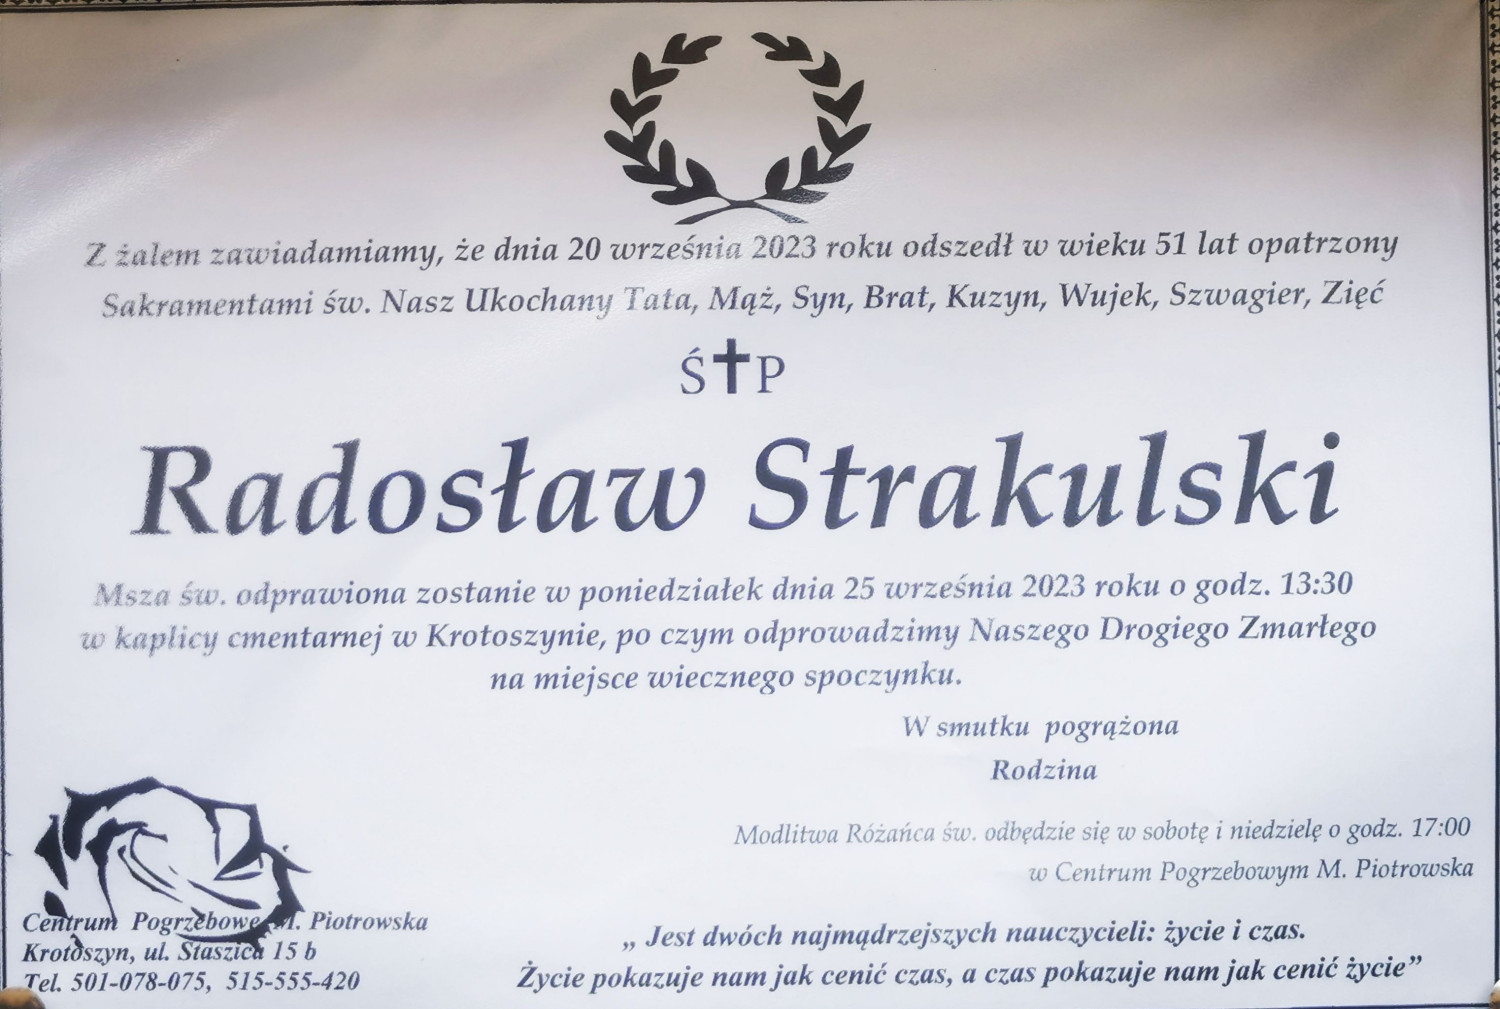 Z żalem zawiadamiamy, że dnia 20 września 2023 roku odszedł w wieku 51 lat opatrzony
Sakramentami św. Nasz Ukochany Tata, Mąż, Syn, Brat, Kuzyn, Wujek, Szwagier, Zięć
Ś✝P
Radosław Strakulski
Msza św. odprawiona zostanie w poniedziałek dnia 25 września 2023 roku o godz. 13:30
w kaplicy cmentarnej w Krotoszynie, po czym odprowadzimy Naszego Drogiego Zmarłego
na miejsce wiecznego spoczynku.
W smutku pogrążona
Rodzina
Modlitwa Różańca św. odbędzie się w sobotę i niedzielę o godz. 17:00
w Centrum Pogrzebowym M. Piotrowska
Centrum Pogrzebowe M. Piotrowska
Krotoszyn, ul. Staszica 15 b
Tel. 501-078-075, 515-555-420
„ Jest dwóch najmądrzejszych nauczycieli: życie i czas.
Życie pokazuje nam jak cenić czas, a czas pokazuje nam jak cenić życie”